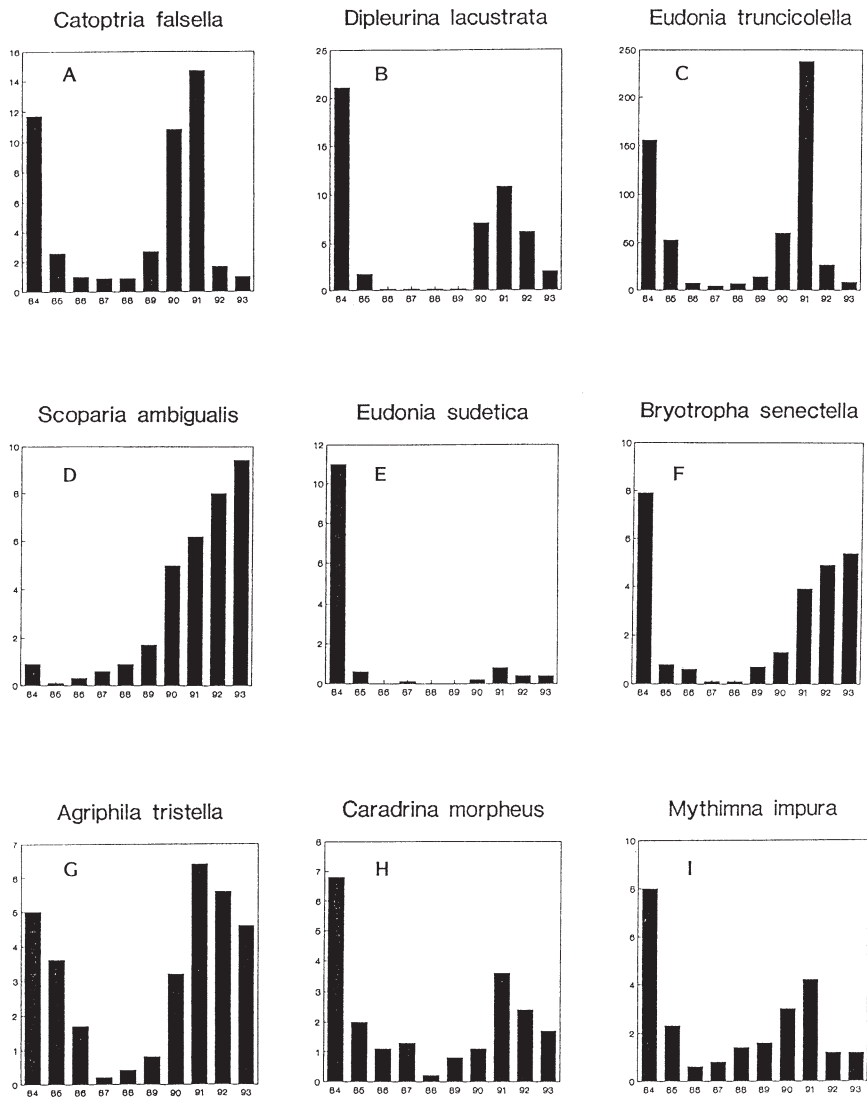 Catoptria falsella
A
16
14
12
10
8
6
4
2
0
84 85 86 87 88 89 90 91 92 93
Dipleurina lacustrata
B
25
20
15
10
5
0
84 85 86 87 88 89 90 91 92 93
Eudonia truncicolella
C
250
200
150
100
50
0
84 85 86 87 88 89 90 91 92 93
Scoparia ambigualis
D
10
8
6
4
2
0
84 85 86 87 88 89 90 91 92 93
Eudonia sudetica
E
12
10
8
6
4
2
0
84 85 86 87 88 89 90 91 92 93
Bryotropha senectella
F
10
8
6
4
2
0
84 85 86 87 88 89 90 91 92 93
Agriphila tristella
G
7
6
5
4
3
2
1
0
84 85 86 87 88 89 90 91 92 93
Caradrina morpheus
H
8
7
6
5
4
3
2
1
0
84 85 86 87 88 89 90 91 92 93
Mythimna impura
I
10
8
6
4
2
0
84 85 86 87 88 89 90 91 92 93